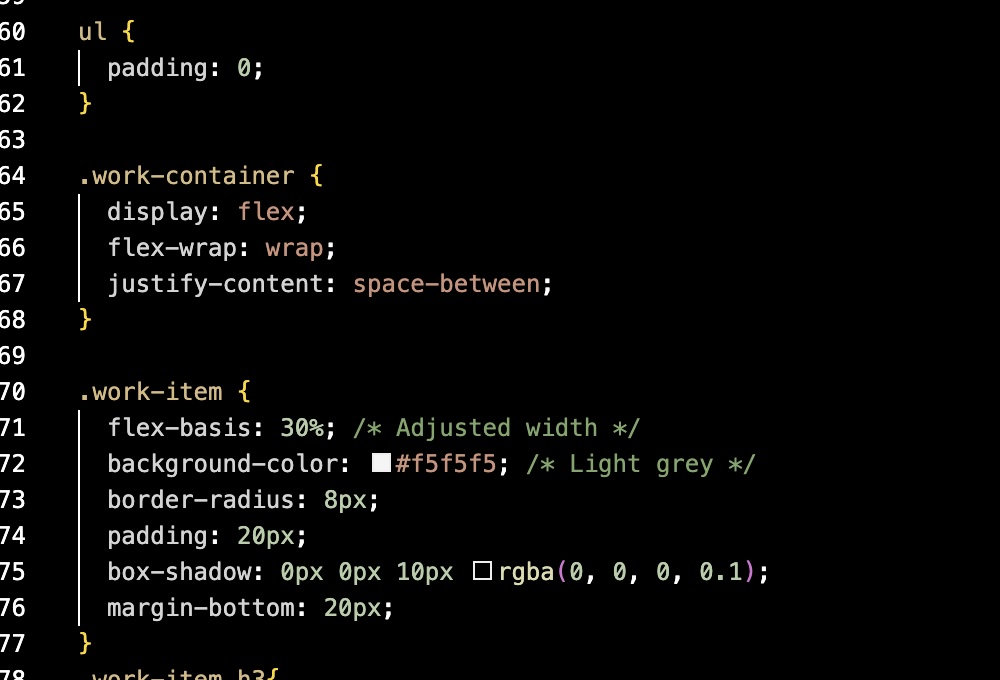 60 ul {
61 padding: 0;
62 }
63
64 .work-container {
65 display: flex;
66 flex-wrap: wrap;
67 justify-content: space-between;
68 }
69
70 .work-item {
71 flex-basis: 30%; /* Adjusted width */
72 background-color: #f5f5f5; /* Light grey */
73 border-radius: 8px;
74 padding: 20px;
75 box-shadow: 0px 0px 10px rgba(0, 0, 0, 0.1);
76 margin-bottom: 20px;
77 }
78 .work-item h3{